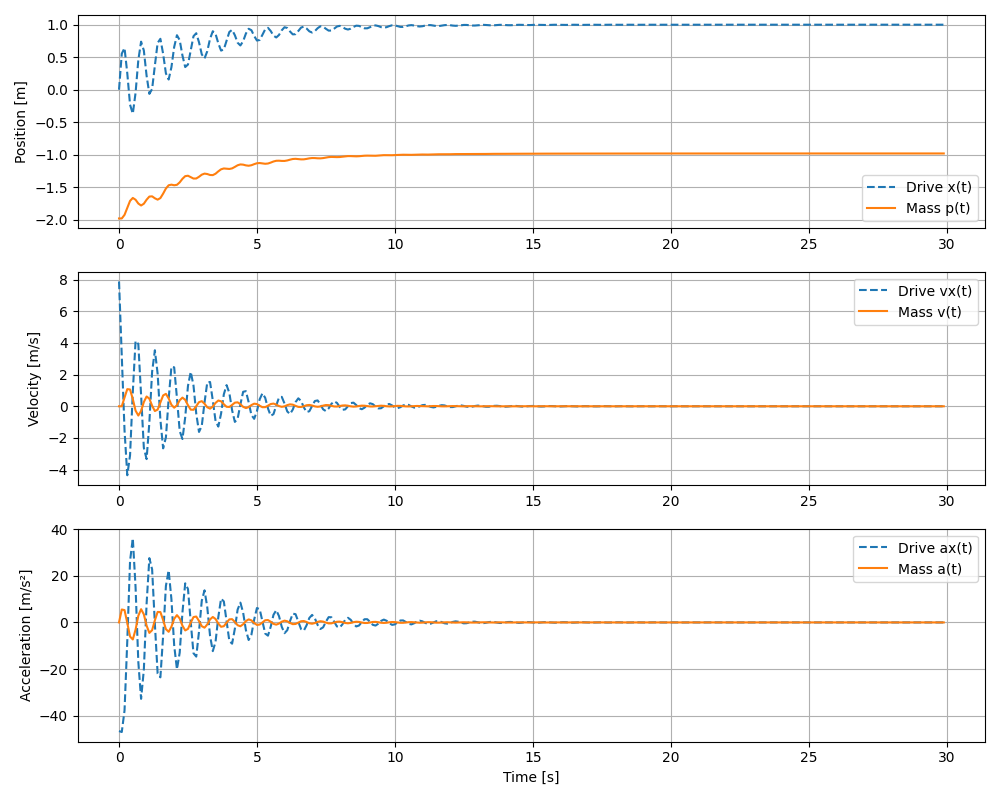 1.0
0.5
0.0
−0.5
−1.0
−1.5
−2.0
Position [m]
Drive x(t)
Mass p(t)
0 5 10 15 20 25 30
8
6
4
2
0
−2
−4
Velocity [m/s]
Drive vx(t)
Mass v(t)
0 5 10 15 20 25 30
40
20
0
−20
−40
Acceleration [m/s²]
Drive ax(t)
Mass a(t)
0 5 10 15 20 25 30
Time [s]